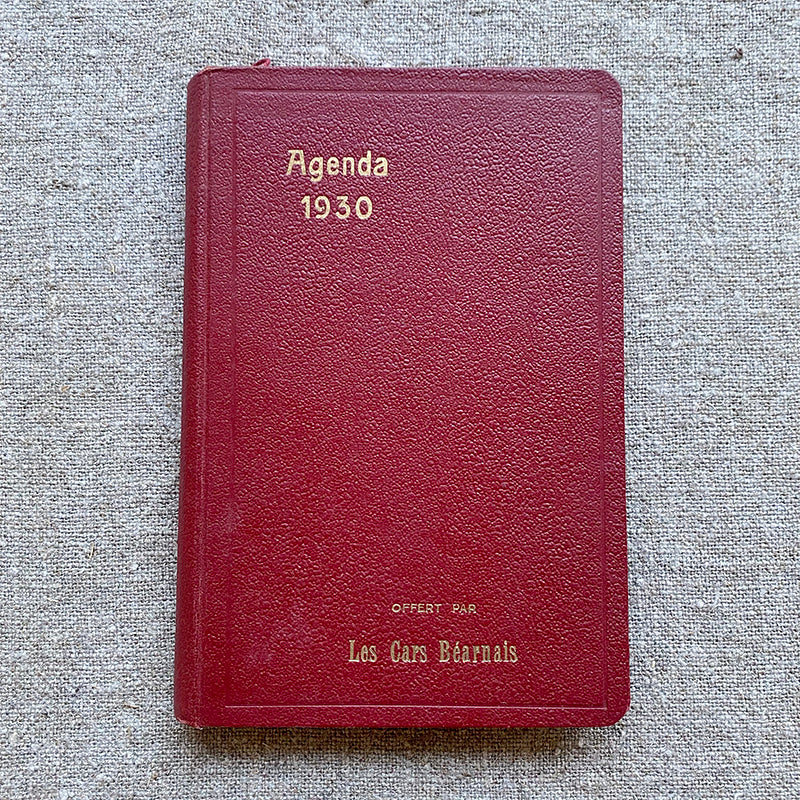 Agenda
1930
OFFERT PAR
Les Cars Béarnais